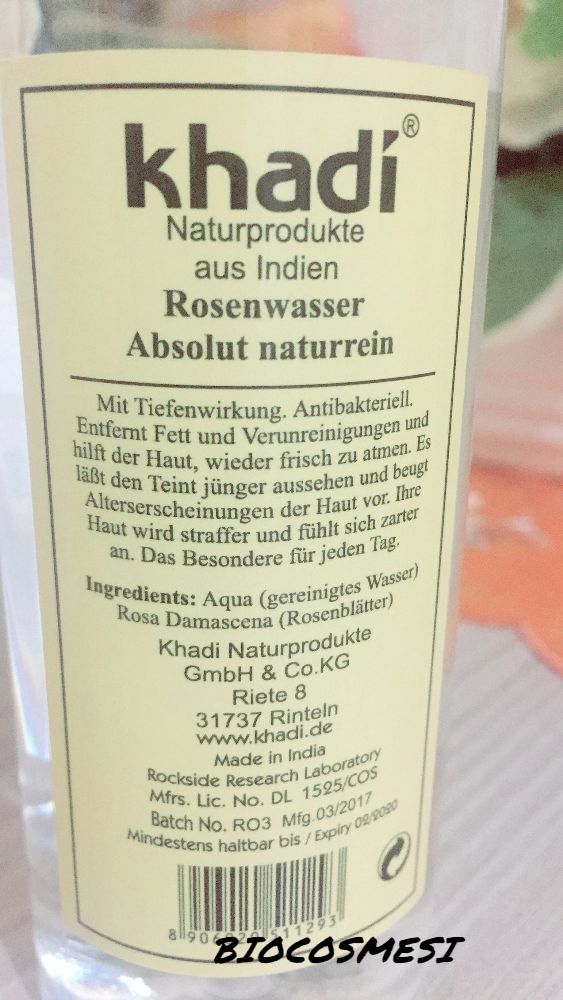 khadi®
Naturprodukte
aus Indien
Rosenwasser
Absolut naturrein
Mit Tiefenwirkung. Antibakteriell.
Entfernt Fett und Verunreinigungen und
hilft der Haut, wieder frisch zu atmen. Es
läßt den Teint jünger aussehen und beugt
Alterserscheinungen der Haut vor. Ihre
Haut wird straffer und fühlt sich zarter
an. Das Besondere für jeden Tag.
Ingredients: Aqua (gereinigtes Wasser)
Rosa Damascena (Rosenblätter)
Khadi Naturprodukte
GmbH & Co.KG
Riete 8
31737 Rinteln
www.khadi.de
Made in India
Rockside Research Laboratory
Mfrs. Lic. No. DL 1525/COS
Batch No. RO3 Mfg.03/2017
Mindestens haltbar bis / Expiry 02/2020
BIOCOSMESI